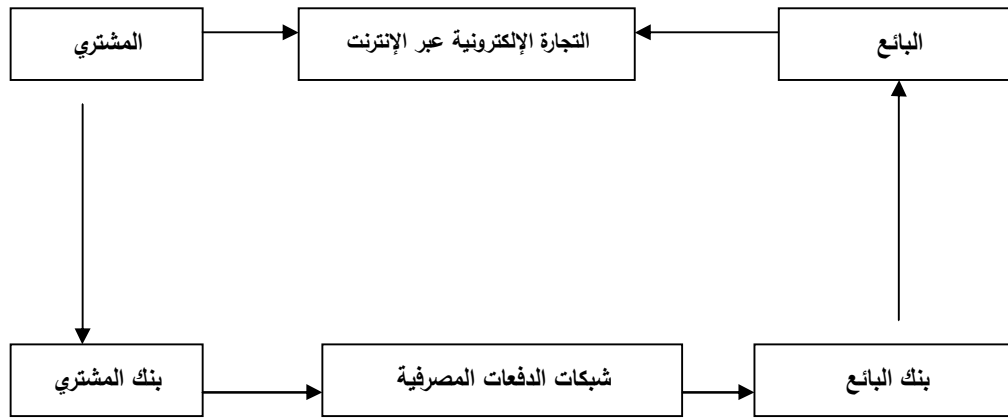 البائع
التجارة الإلكترونية عبر الإنترنت
المشتري
بنك البائع
شبكات الدفعات المصرفية
بنك المشتري